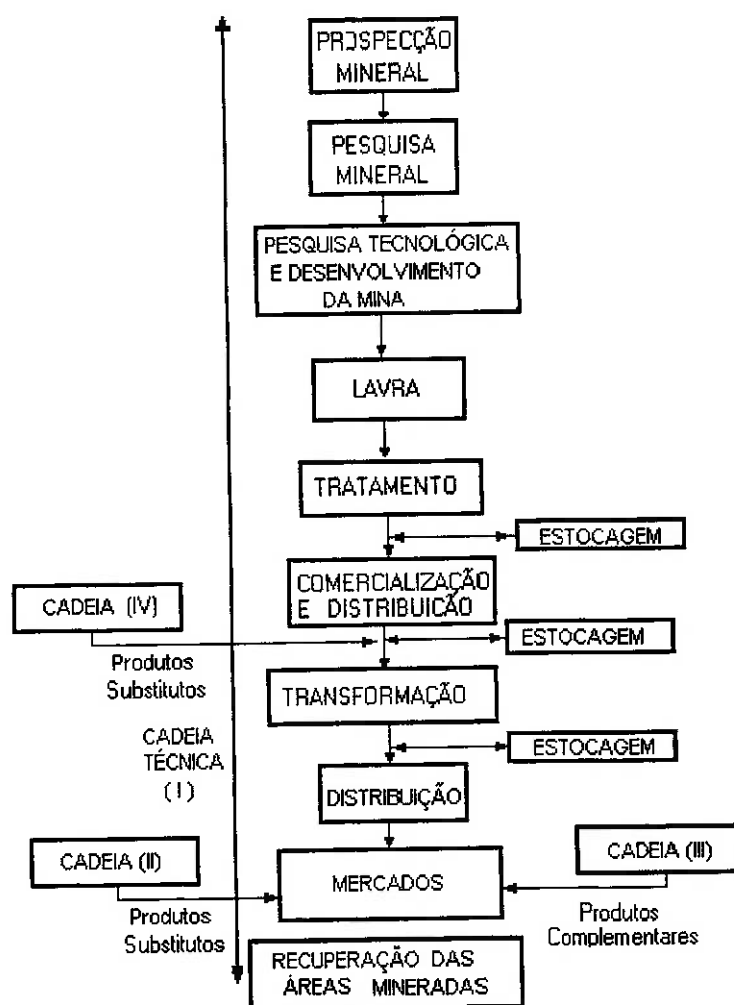 PROSPECÇÃO
MINERAL
PESQUISA
MINERAL
PESQUISA TECNOLÓGICA
E DESENVOLVIMENTO
DA MINA
LAVRA
TRATAMENTO
ESTOCAGEM
COMERCIALIZAÇÃO
E DISTRIBUIÇÃO
CADEIA (IV)
ESTOCAGEM
Produtos
Substitutos
TRANSFORMAÇÃO
CADEIA
TÉCNICA
( I )
ESTOCAGEM
DISTRIBUIÇÃO
CADEIA (II)
CADEIA (III)
MERCADOS
Produtos
Substitutos
Produtos
Complementares
RECUPERAÇÃO DAS
ÁREAS MINERADAS